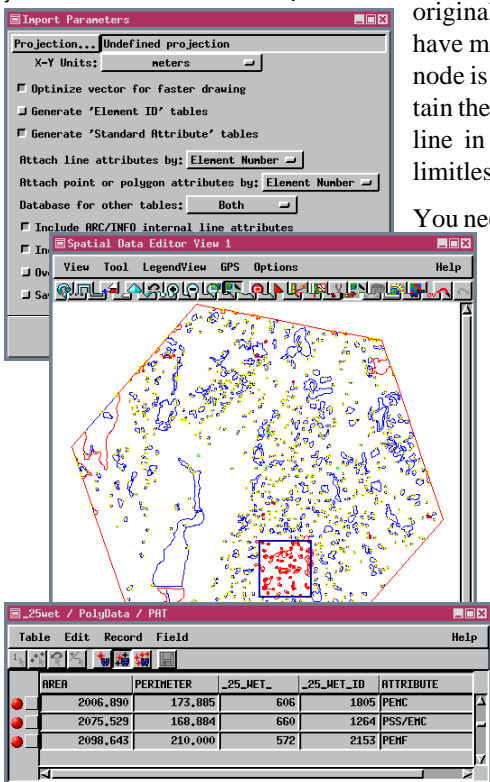 original
have m
node is
tain the
line in
limitless
You nee
Import Parameters
Projection... Undefined projection
X-Y Units: meters
Optimize vector for faster drawing
Generate 'Element ID' tables
Generate 'Standard Attribute' tables
Attach line attributes by: Element Number
Attach point or polygon attributes by: Element Number
Database for other tables: Both
Include ARC/INFO internal line attributes
In
Ov
Sa
Spatial Data Editor View 1
View Tool LegendView GPS Options Help
_25wet / PolyData / PAT
Table Edit Record Field Help
AREA PERIMETER _25_WET_ _25_WET_ID ATTRIBUTE
2006.890 173.885 606 1805 PEMC
2075.529 168.884 660 1264 PSS/EMC
2098.643 210.000 572 2153 PEMF